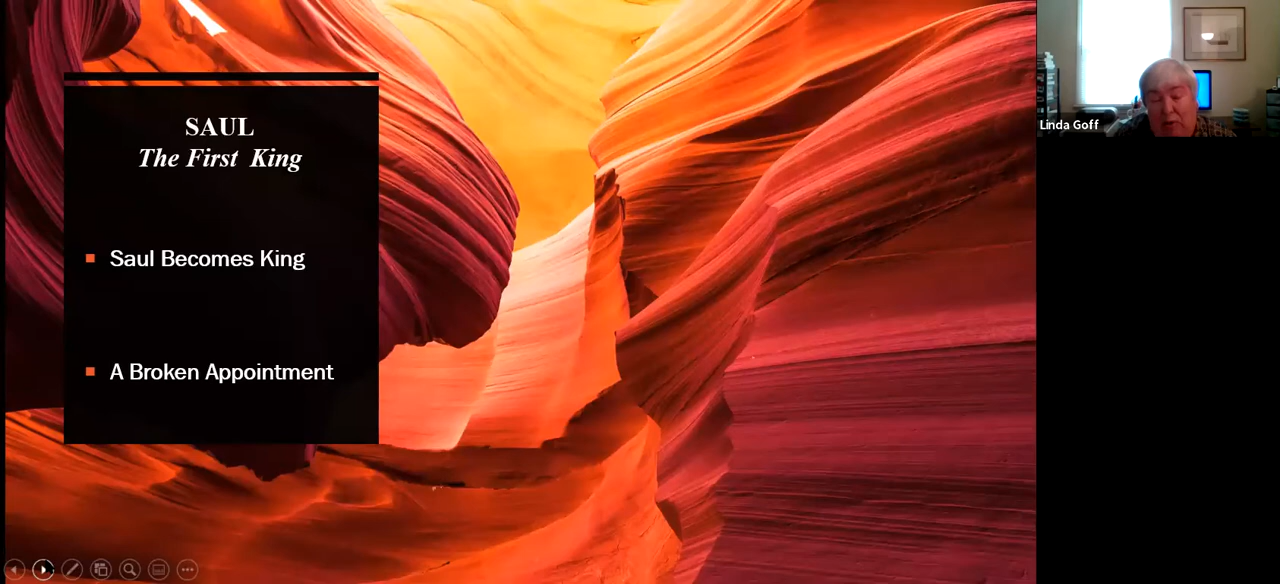 SAUL
The First King
Saul Becomes King
A Broken Appointment
Linda Goff